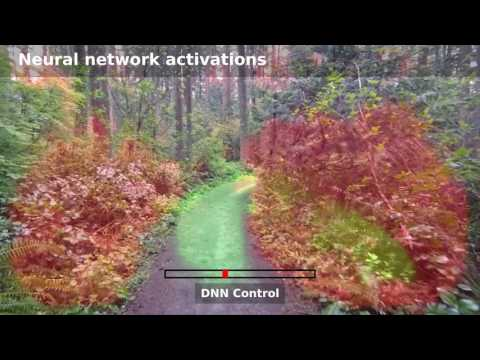 Neural network activations
DNN Control